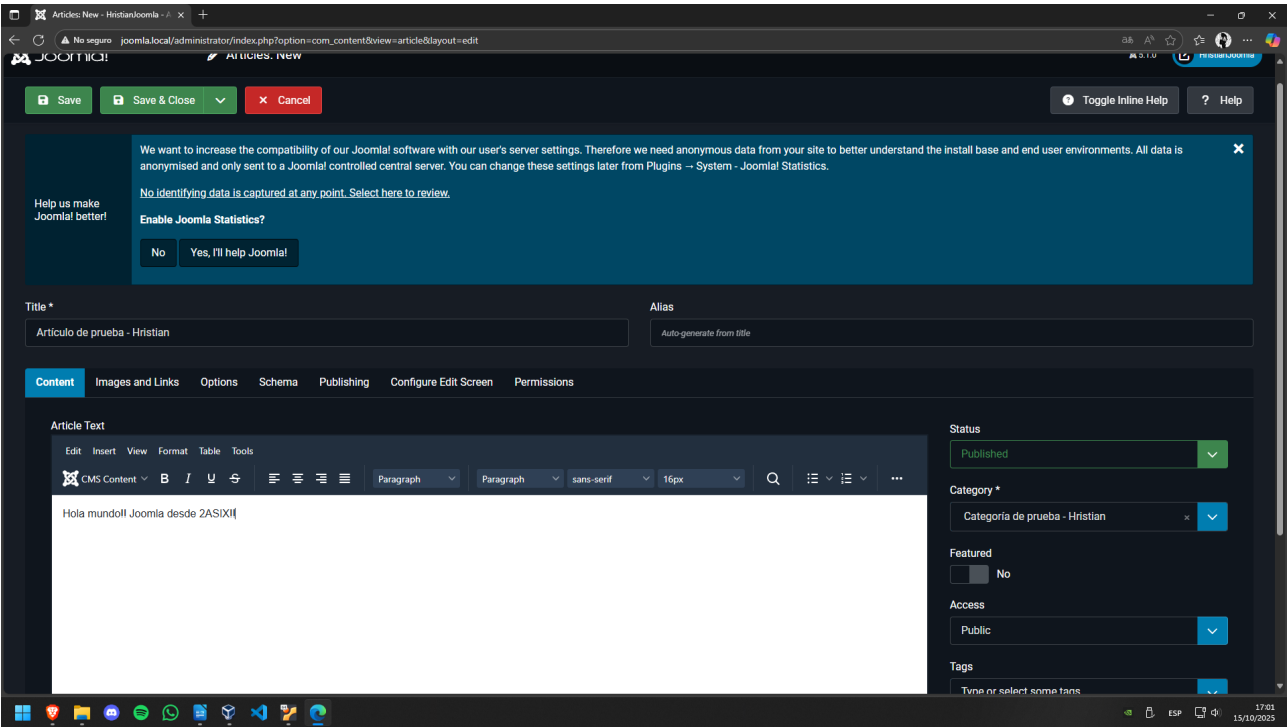 Articles: New - HristianJoomla - A
No seguro joomla.local/administrator/index.php?option=com_content&view=article&layout=edit
Joomla! Articles: New 5.1.0 HristianJoomla
Save Save & Close Cancel Toggle Inline Help ? Help
Help us make
Joomla! better!
We want to increase the compatibility of our Joomla! software with our user's server settings. Therefore we need anonymous data from your site to better understand the install base and end user environments. All data is
anonymised and only sent to a Joomla! controlled central server. You can change these settings later from Plugins → System - Joomla! Statistics.
No identifying data is captured at any point. Select here to review.
Enable Joomla Statistics?
No Yes, I'll help Joomla!
Title * Alias
Artículo de prueba - Hristian Auto-generate from title
Content Images and Links Options Schema Publishing Configure Edit Screen Permissions
Article Text
Edit Insert View Format Table Tools
CMS Content B I U S Paragraph Paragraph sans-serif 16px
Hola mundo!! Joomla desde 2ASIX!!
Status
Published
Category *
Categoría de prueba - Hristian
Featured
No
Access
Public
Tags
Type or select some tags
ESP 17:01
15/10/2025